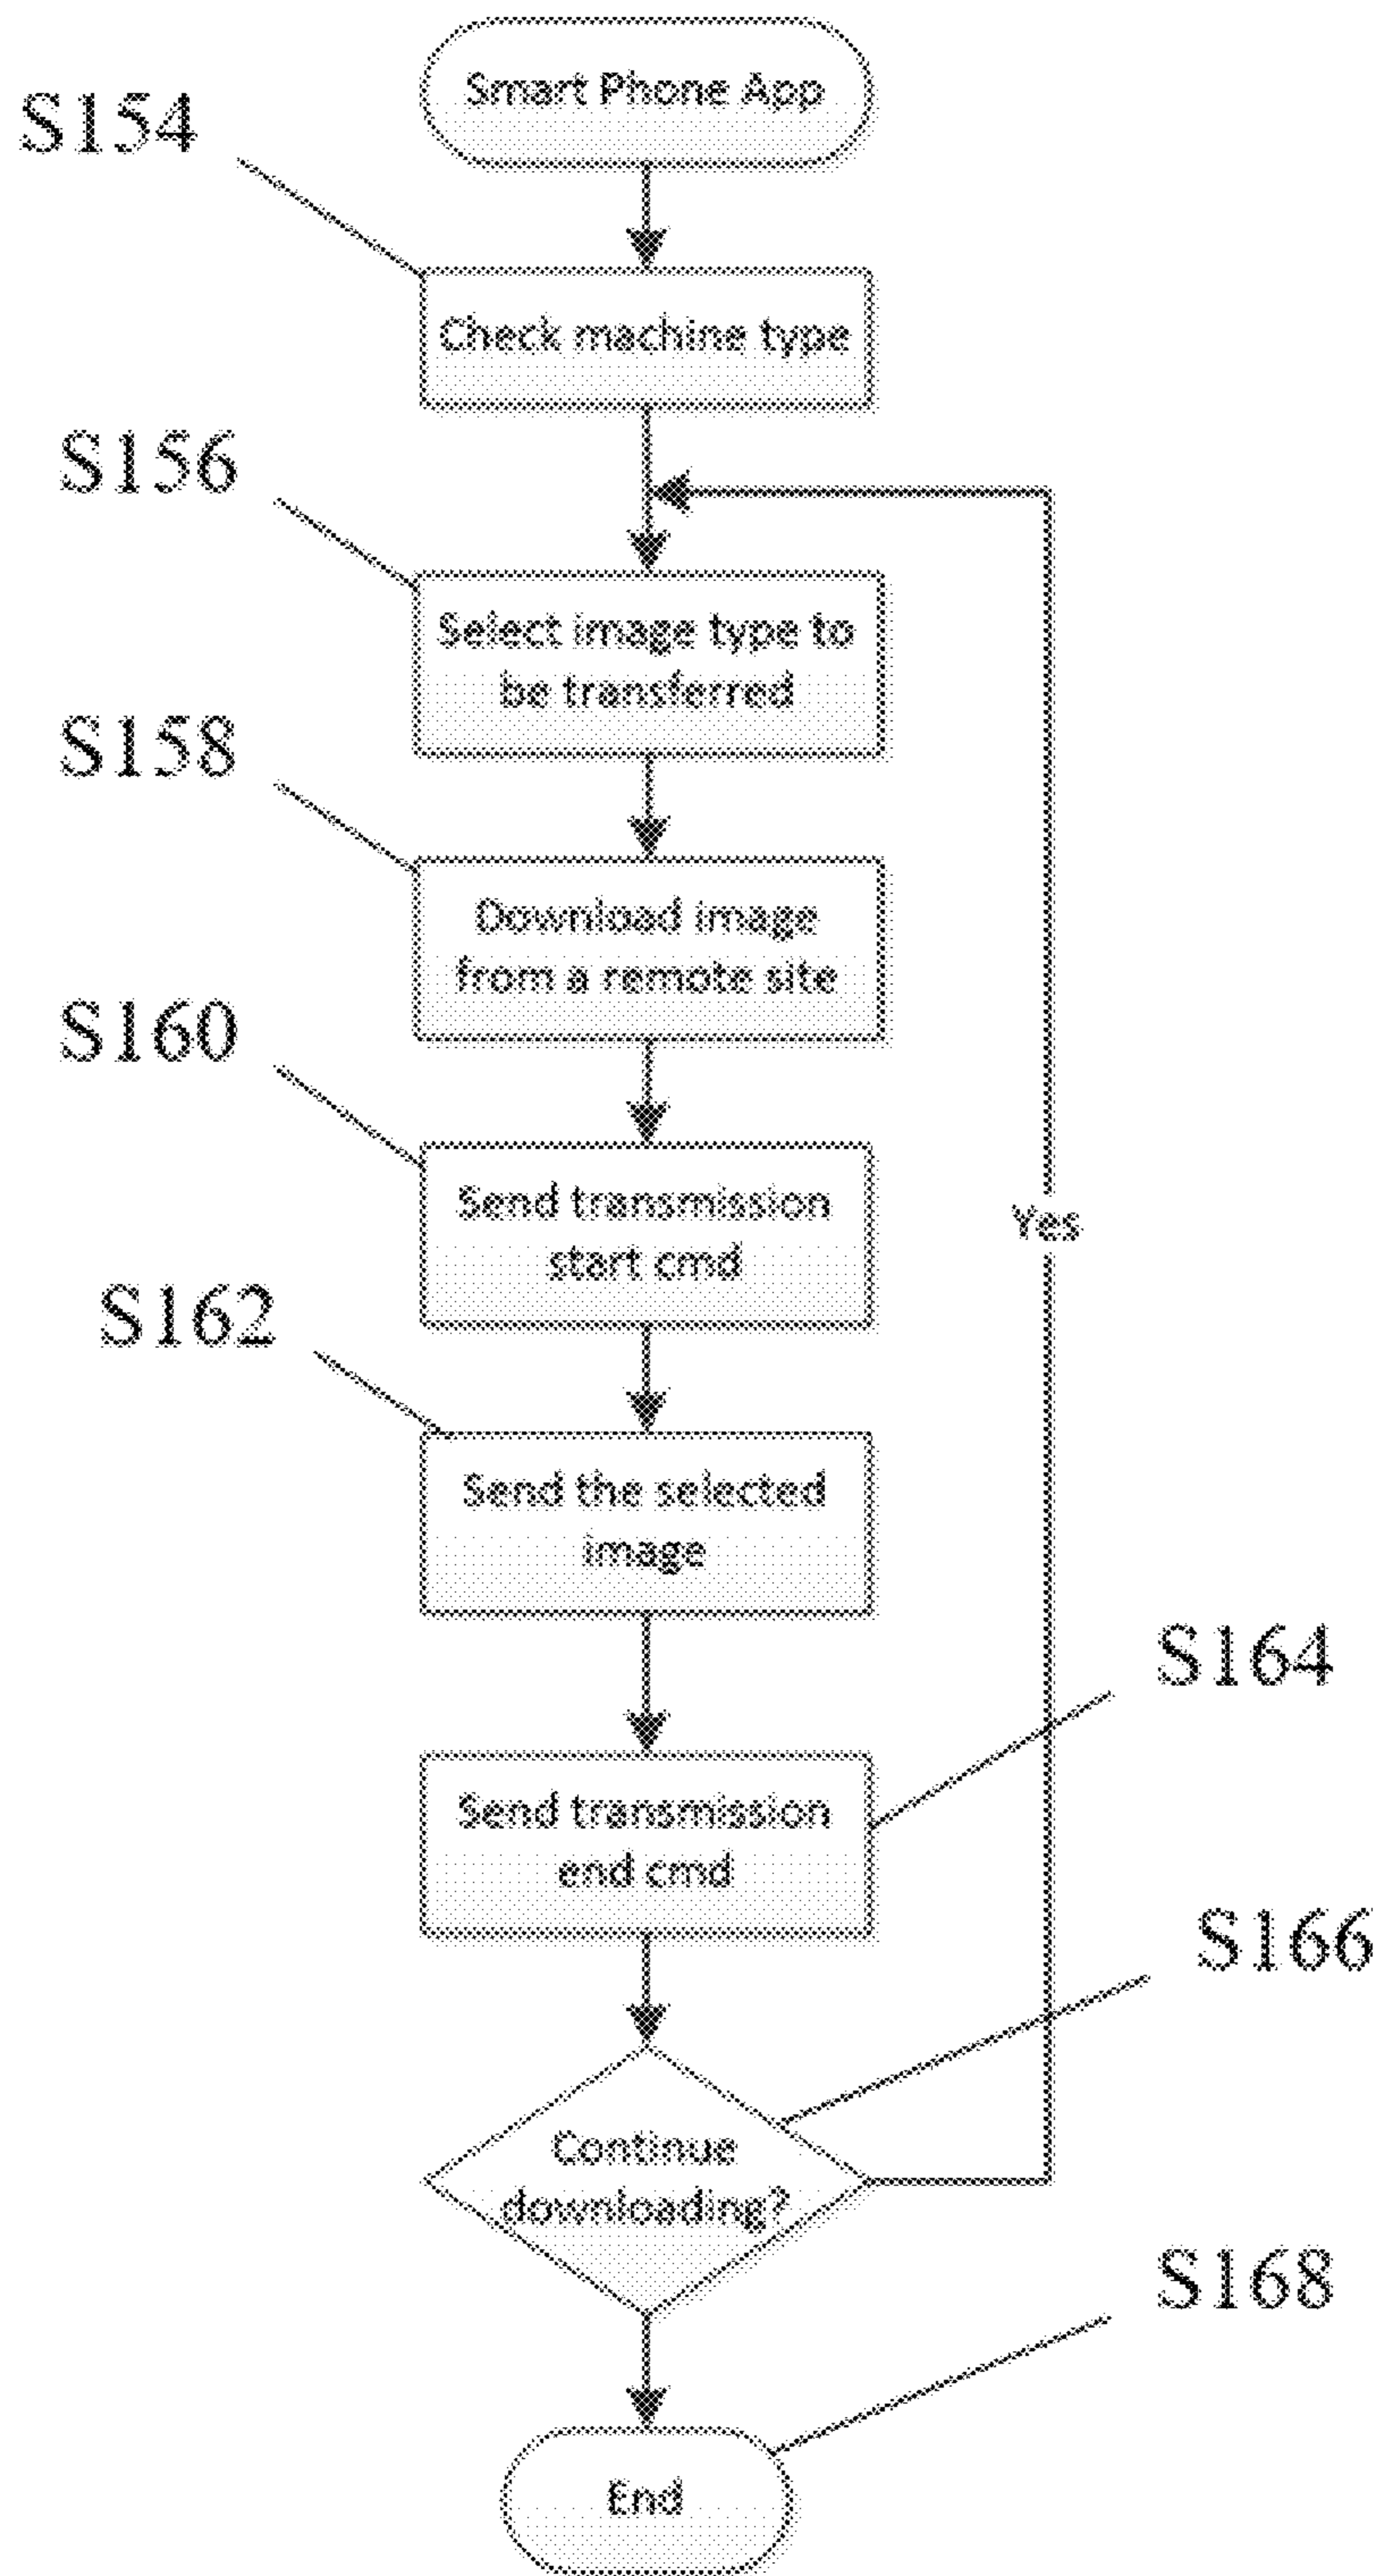 Smart Phone App
S154
Check machine type
S156
Select image type to
be transferred
S158
Download image
from a remote site
S160
Send transmission
start cmd
Yes
S162
Send the selected
image
S164
Send transmission
end cmd
S166
Continue
downloading?
S168
End